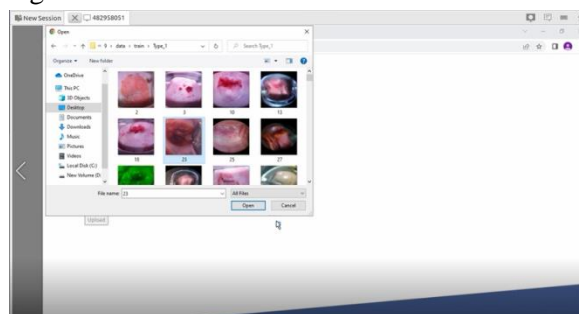 New Session
482958051
Open
9 › data › train › Type_1
Search Type_1
Organize
New folder
OneDrive
This PC
3D Objects
Desktop
Documents
Downloads
Music
Pictures
Videos
Local Disk (C:)
New Volume (D:
2
10
13
18
23
25
27
File name:
23
All Files
Open
Cancel
Upload